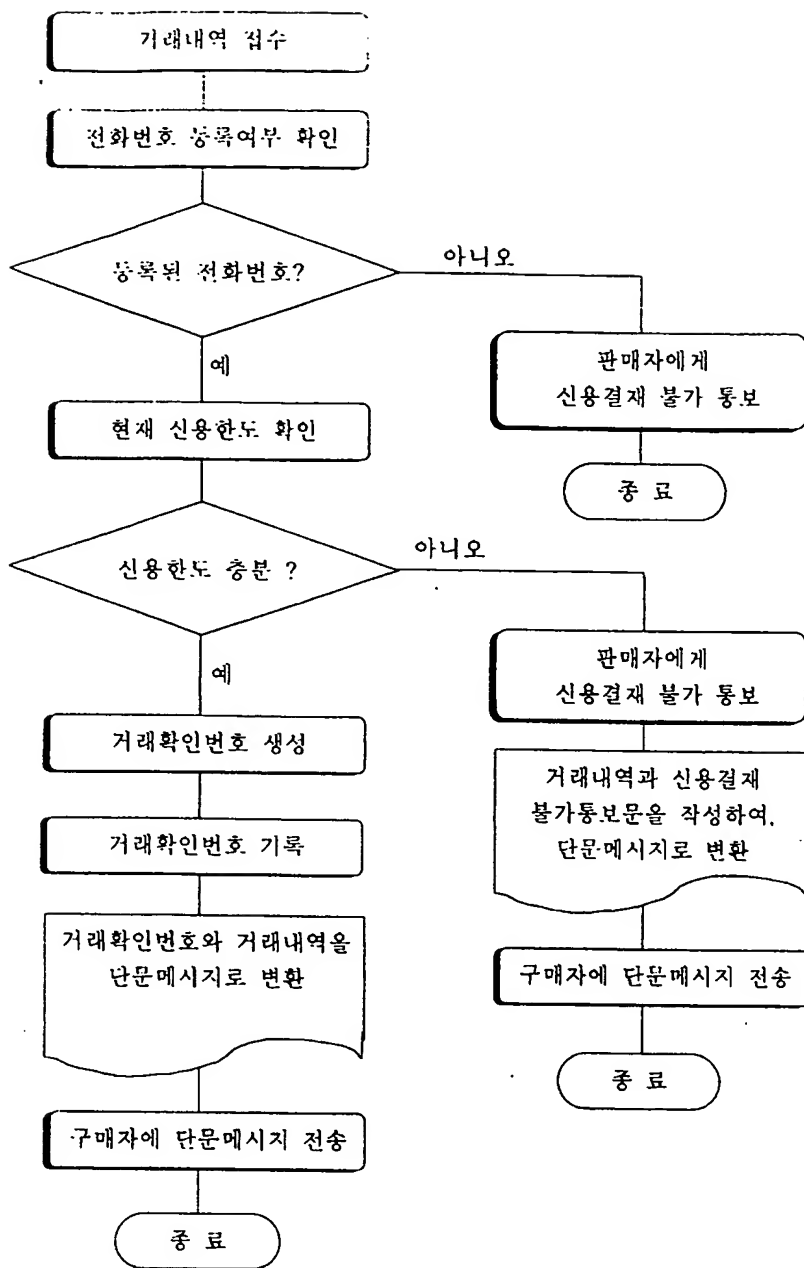 거래내역 접수
전화번호 등록여부 확인
등록된 전화번호?
아니오
예
판매자에게
신용결재 불가 통보
현재 신용한도 확인
종 료
신용한도 충분 ?
아니오
예
판매자에게
신용결재 불가 통보
거래확인번호 생성
거래내역과 신용결재
불가통보문을 작성하여,
단문메시지로 변환
거래확인번호 기록
거래확인번호와 거래내역을
단문메시지로 변환
구매자에 단문메시지 전송
종 료
구매자에 단문메시지 전송
종 료